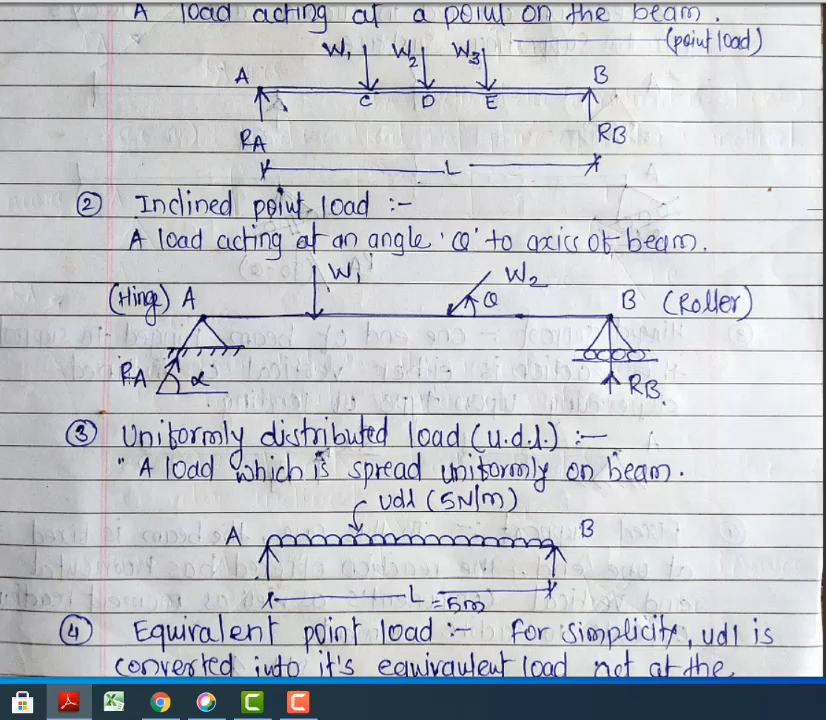 A load acting at a point on the beam.
(point load)
W1 W2 W3
A B
C D E
RA RB
L
② Inclined point load :-
A load acting at an angle 'θ' to axis of beam.
W1 W2
(Hinge) A θ B (Roller)
RA α RB.
③ Uniformly distributed load (u.d.l.) :-
" A load which is spread uniformly on beam.
udl (5N/m)
A B
L = 5m
④ Equivalent point load :- for simplicity, udl is
converted into it's equivaulent load not at the